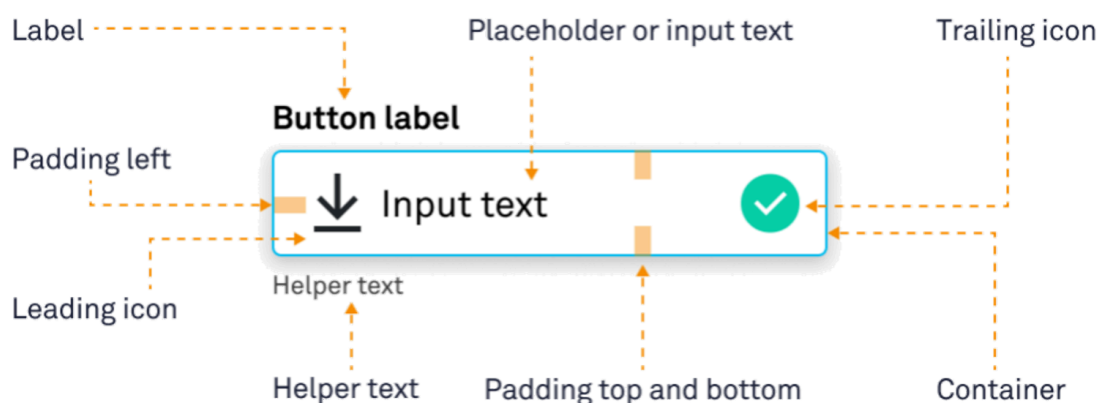 Label
Placeholder or input text
Trailing icon
Button label
Padding left
Input text
Helper text
Leading icon
Helper text
Padding top and bottom
Container